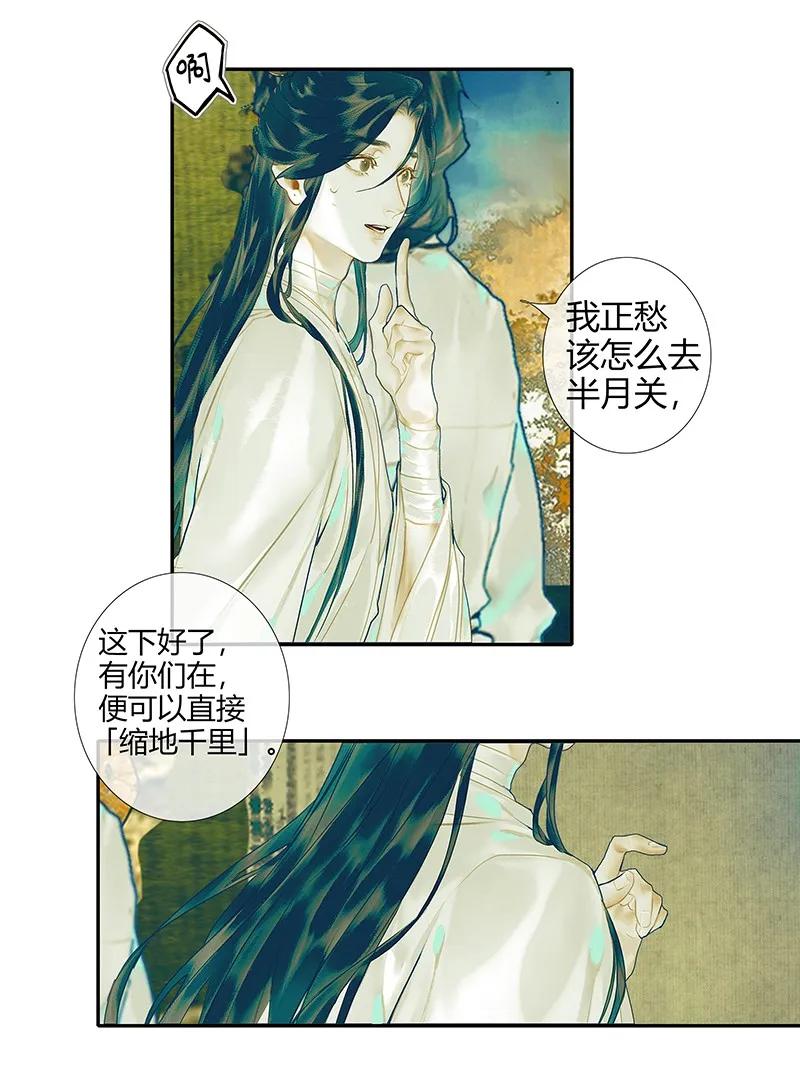 啊
我正愁
该怎么去
半月关，
这下好了，
有你们在，
便可以直接
「缩地千里」。